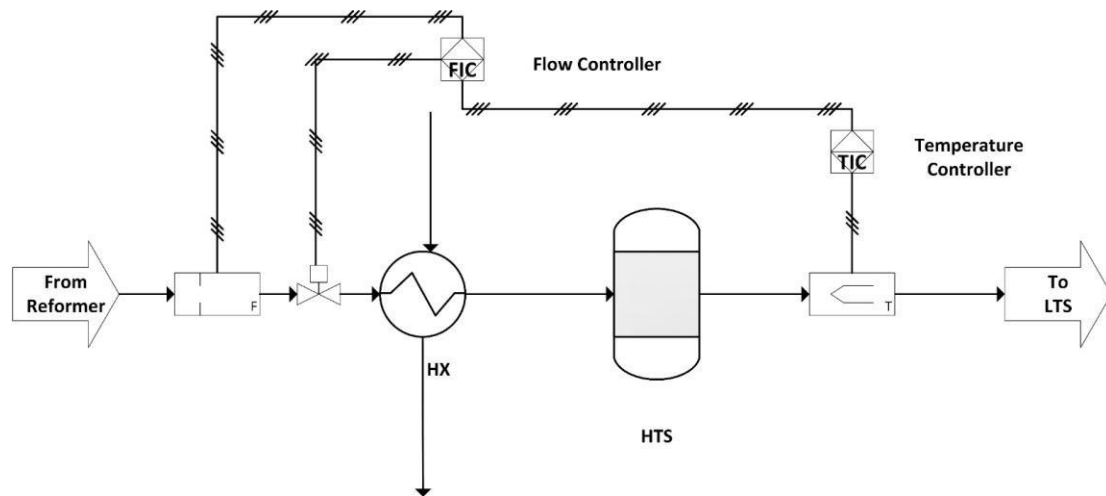 FIC
Flow Controller
TIC
Temperature
Controller
From
Reformer
F
HX
HTS
T
To
LTS